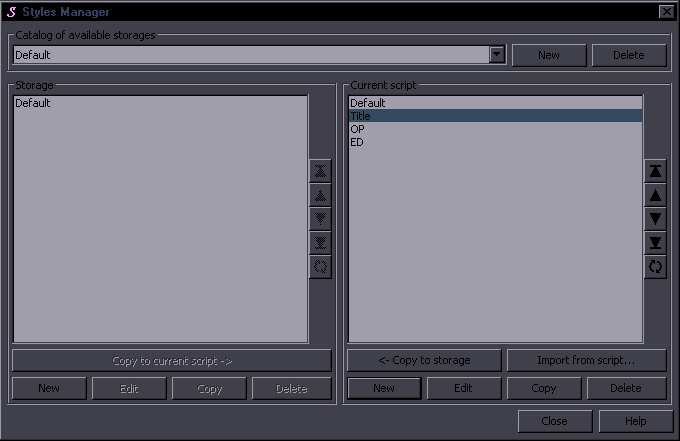 S Styles Manager
Catalog of available storages
Default
New
Delete
Storage
Default
Copy to current script ->
New
Edit
Copy
Delete
Current script
Default
Title
OP
ED
<- Copy to storage
Import from script...
New
Edit
Copy
Delete
Close
Help